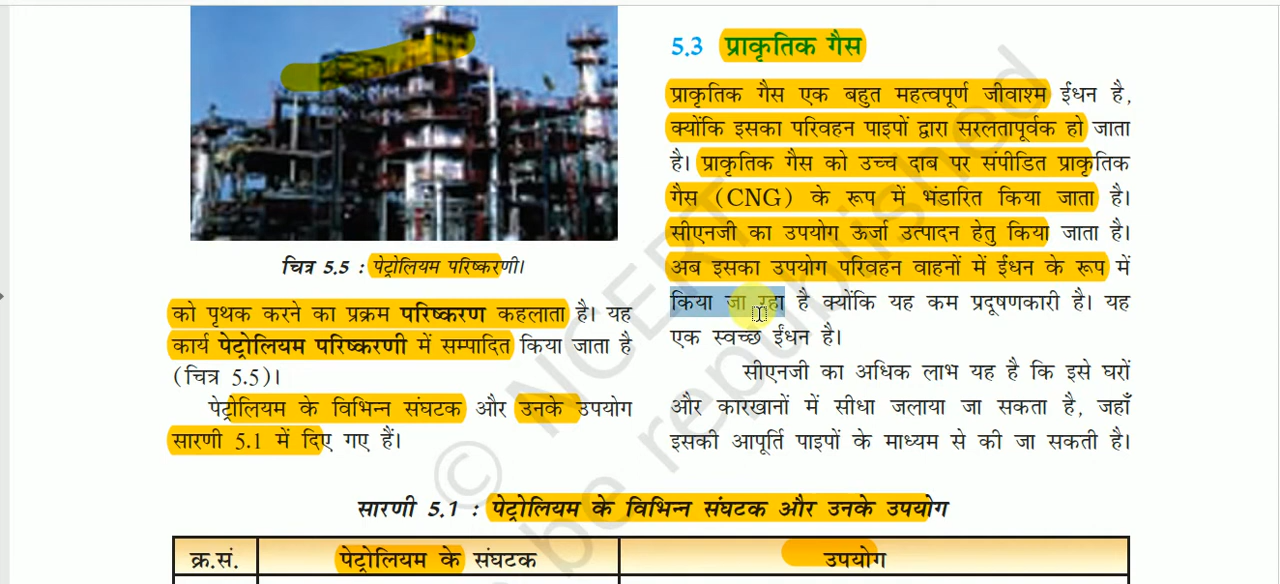 चित्र 5.5 : पेट्रोलियम परिष्करणी।
को पृथक करने का प्रक्रम परिष्करण कहलाता है। यह
कार्य पेट्रोलियम परिष्करणी में सम्पादित किया जाता है
(चित्र 5.5)।
पेट्रोलियम के विभिन्न संघटक और उनके उपयोग
सारणी 5.1 में दिए गए हैं।
5.3 प्राकृतिक गैस
प्राकृतिक गैस एक बहुत महत्वपूर्ण जीवाश्म ईंधन है,
क्योंकि इसका परिवहन पाइपों द्वारा सरलतापूर्वक हो जाता
है। प्राकृतिक गैस को उच्च दाब पर संपीडित प्राकृतिक
गैस (CNG) के रूप में भंडारित किया जाता है।
सीएनजी का उपयोग ऊर्जा उत्पादन हेतु किया जाता है।
अब इसका उपयोग परिवहन वाहनों में ईंधन के रूप में
किया जा रहा है क्योंकि यह कम प्रदूषणकारी है। यह
एक स्वच्छ ईंधन है।
सीएनजी का अधिक लाभ यह है कि इसे घरों
और कारखानों में सीधा जलाया जा सकता है, जहाँ
इसकी आपूर्ति पाइपों के माध्यम से की जा सकती है।
सारणी 5.1 : पेट्रोलियम के विभिन्न संघटक और उनके उपयोग
क्र.सं. पेट्रोलियम के संघटक उपयोग
© NCERT
be republished